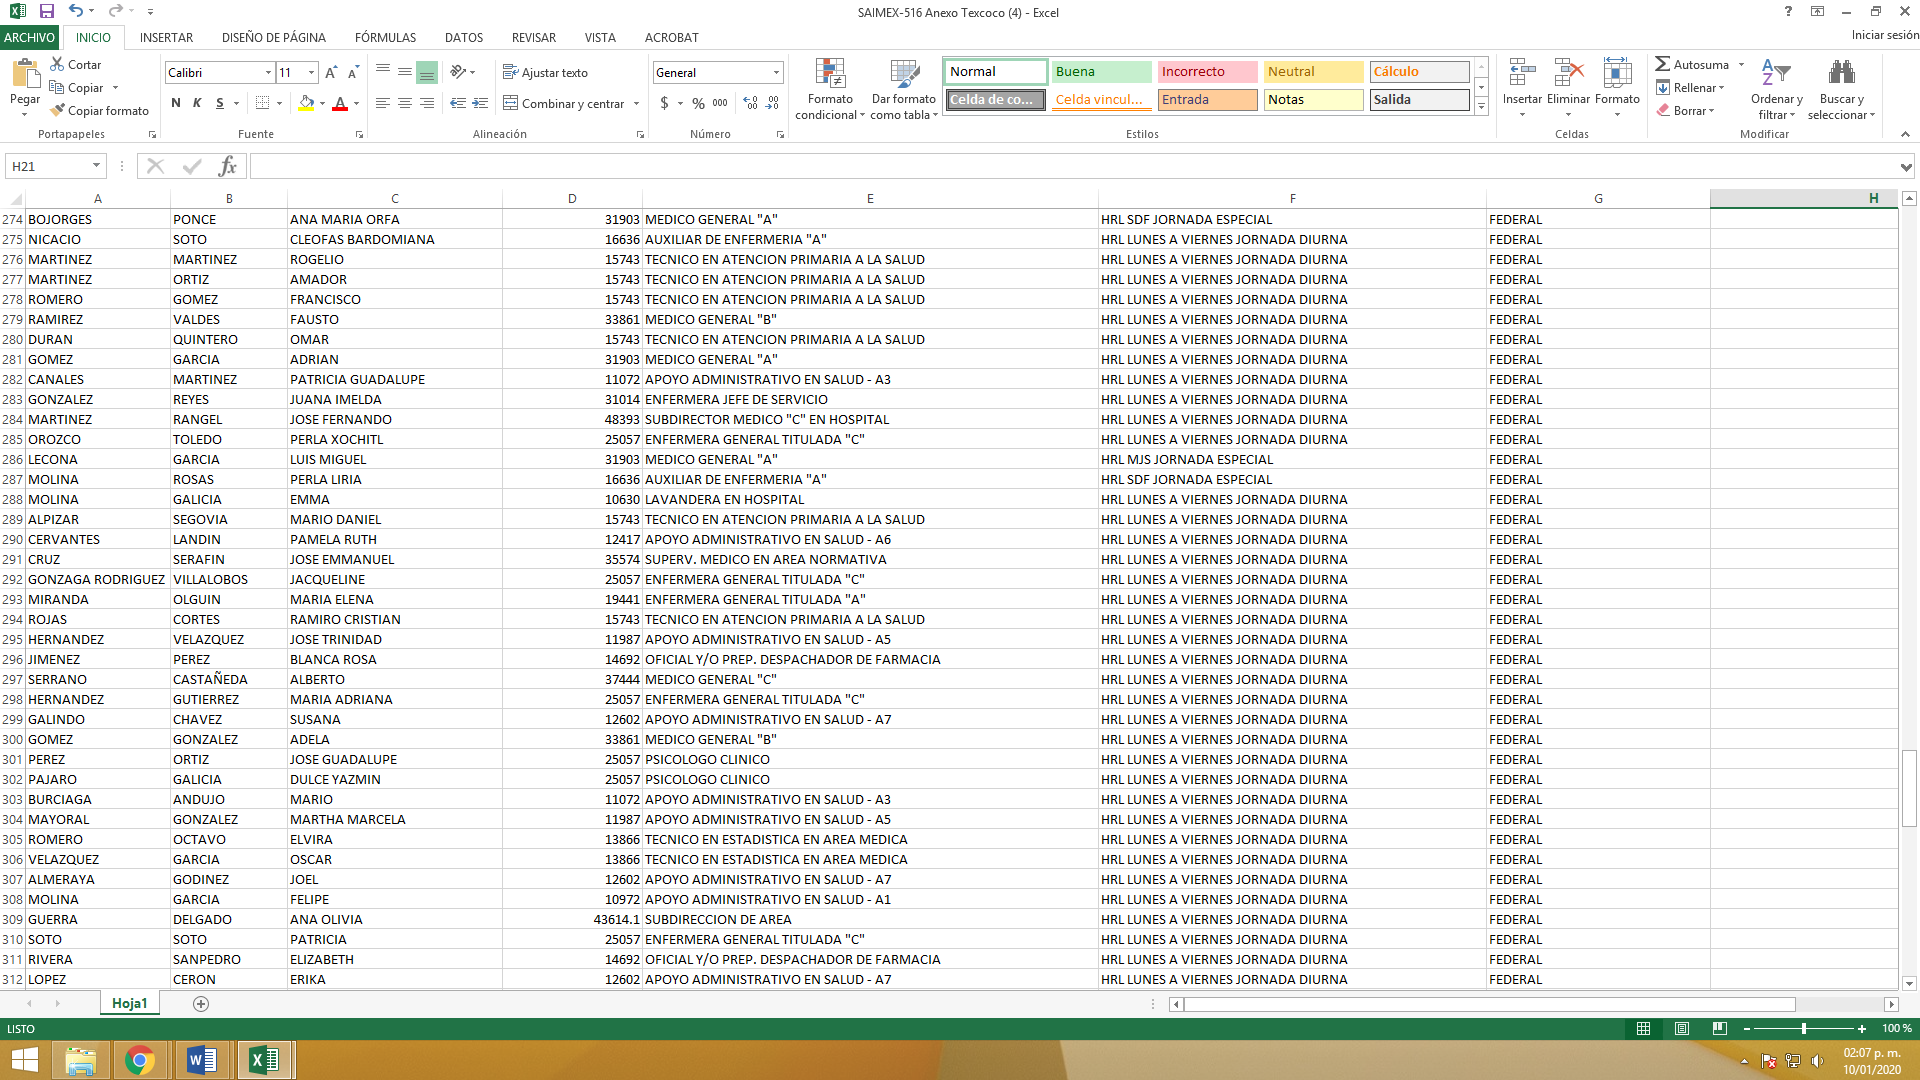 SAIMEX-516 Anexo Texcoco (4) - Excel
ARCHIVO INICIO INSERTAR DISEÑO DE PÁGINA FÓRMULAS DATOS REVISAR VISTA ACROBAT Iniciar sesión
Pegar Cortar Copiar Copiar formato Portapapeles
Calibri 11 N K S Fuente
Ajustar texto Combinar y centrar Alineación
General $ % 000 Número
Formato condicional Dar formato como tabla
Normal Buena Incorrecto Neutral Cálculo
Celda de co... Celda vincul... Entrada Notas Salida
Estilos
Insertar Eliminar Formato Celdas
Autosuma Rellenar Borrar Ordenar y filtrar Buscar y seleccionar Modificar
H21 fx
A B C D E F G H
274 BOJORGES PONCE ANA MARIA ORFA 31903 MEDICO GENERAL "A" HRL SDF JORNADA ESPECIAL FEDERAL
275 NICACIO SOTO CLEOFAS BARDOMIANA 16636 AUXILIAR DE ENFERMERIA "A" HRL LUNES A VIERNES JORNADA DIURNA FEDERAL
276 MARTINEZ MARTINEZ ROGELIO 15743 TECNICO EN ATENCION PRIMARIA A LA SALUD HRL LUNES A VIERNES JORNADA DIURNA FEDERAL
277 MARTINEZ ORTIZ AMADOR 15743 TECNICO EN ATENCION PRIMARIA A LA SALUD HRL LUNES A VIERNES JORNADA DIURNA FEDERAL
278 ROMERO GOMEZ FRANCISCO 15743 TECNICO EN ATENCION PRIMARIA A LA SALUD HRL LUNES A VIERNES JORNADA DIURNA FEDERAL
279 RAMIREZ VALDES FAUSTO 33861 MEDICO GENERAL "B" HRL LUNES A VIERNES JORNADA DIURNA FEDERAL
280 DURAN QUINTERO OMAR 15743 TECNICO EN ATENCION PRIMARIA A LA SALUD HRL LUNES A VIERNES JORNADA DIURNA FEDERAL
281 GOMEZ GARCIA ADRIAN 31903 MEDICO GENERAL "A" HRL LUNES A VIERNES JORNADA DIURNA FEDERAL
282 CANALES MARTINEZ PATRICIA GUADALUPE 11072 APOYO ADMINISTRATIVO EN SALUD - A3 HRL LUNES A VIERNES JORNADA DIURNA FEDERAL
283 GONZALEZ REYES JUANA IMELDA 31014 ENFERMERA JEFE DE SERVICIO HRL LUNES A VIERNES JORNADA DIURNA FEDERAL
284 MARTINEZ RANGEL JOSE FERNANDO 48393 SUBDIRECTOR MEDICO "C" EN HOSPITAL HRL LUNES A VIERNES JORNADA DIURNA FEDERAL
285 OROZCO TOLEDO PERLA XOCHITL 25057 ENFERMERA GENERAL TITULADA "C" HRL LUNES A VIERNES JORNADA DIURNA FEDERAL
286 LECONA GARCIA LUIS MIGUEL 31903 MEDICO GENERAL "A" HRL MJS JORNADA ESPECIAL FEDERAL
287 MOLINA ROSAS PERLA LIRIA 16636 AUXILIAR DE ENFERMERIA "A" HRL SDF JORNADA ESPECIAL FEDERAL
288 MOLINA GALICIA EMMA 10630 LAVANDERA EN HOSPITAL HRL LUNES A VIERNES JORNADA DIURNA FEDERAL
289 ALPIZAR SEGOVIA MARIO DANIEL 15743 TECNICO EN ATENCION PRIMARIA A LA SALUD HRL LUNES A VIERNES JORNADA DIURNA FEDERAL
290 CERVANTES LANDIN PAMELA RUTH 12417 APOYO ADMINISTRATIVO EN SALUD - A6 HRL LUNES A VIERNES JORNADA DIURNA FEDERAL
291 CRUZ SERAFIN JOSE EMMANUEL 35574 SUPERV. MEDICO EN AREA NORMATIVA HRL LUNES A VIERNES JORNADA DIURNA FEDERAL
292 GONZAGA RODRIGUEZ VILLALOBOS JACQUELINE 25057 ENFERMERA GENERAL TITULADA "C" HRL LUNES A VIERNES JORNADA DIURNA FEDERAL
293 MIRANDA OLGUIN MARIA ELENA 19441 ENFERMERA GENERAL TITULADA "A" HRL LUNES A VIERNES JORNADA DIURNA FEDERAL
294 ROJAS CORTES RAMIRO CRISTIAN 15743 TECNICO EN ATENCION PRIMARIA A LA SALUD HRL LUNES A VIERNES JORNADA DIURNA FEDERAL
295 HERNANDEZ VELAZQUEZ JOSE TRINIDAD 11987 APOYO ADMINISTRATIVO EN SALUD - A5 HRL LUNES A VIERNES JORNADA DIURNA FEDERAL
296 JIMENEZ PEREZ BLANCA ROSA 14692 OFICIAL Y/O PREP. DESPACHADOR DE FARMACIA HRL LUNES A VIERNES JORNADA DIURNA FEDERAL
297 SERRANO CASTAÑEDA ALBERTO 37444 MEDICO GENERAL "C" HRL LUNES A VIERNES JORNADA DIURNA FEDERAL
298 HERNANDEZ GUTIERREZ MARIA ADRIANA 25057 ENFERMERA GENERAL TITULADA "C" HRL LUNES A VIERNES JORNADA DIURNA FEDERAL
299 GALINDO CHAVEZ SUSANA 12602 APOYO ADMINISTRATIVO EN SALUD - A7 HRL LUNES A VIERNES JORNADA DIURNA FEDERAL
300 GOMEZ GONZALEZ ADELA 33861 MEDICO GENERAL "B" HRL LUNES A VIERNES JORNADA DIURNA FEDERAL
301 PEREZ ORTIZ JOSE GUADALUPE 25057 PSICOLOGO CLINICO HRL LUNES A VIERNES JORNADA DIURNA FEDERAL
302 PAJARO GALICIA DULCE YAZMIN 25057 PSICOLOGO CLINICO HRL LUNES A VIERNES JORNADA DIURNA FEDERAL
303 BURCIAGA ANDUJO MARIO 11072 APOYO ADMINISTRATIVO EN SALUD - A3 HRL LUNES A VIERNES JORNADA DIURNA FEDERAL
304 MAYORAL GONZALEZ MARTHA MARCELA 11987 APOYO ADMINISTRATIVO EN SALUD - A5 HRL LUNES A VIERNES JORNADA DIURNA FEDERAL
305 ROMERO OCTAVO ELVIRA 13866 TECNICO EN ESTADISTICA EN AREA MEDICA HRL LUNES A VIERNES JORNADA DIURNA FEDERAL
306 VELAZQUEZ GARCIA OSCAR 13866 TECNICO EN ESTADISTICA EN AREA MEDICA HRL LUNES A VIERNES JORNADA DIURNA FEDERAL
307 ALMERAYA GODINEZ JOEL 12602 APOYO ADMINISTRATIVO EN SALUD - A7 HRL LUNES A VIERNES JORNADA DIURNA FEDERAL
308 MOLINA GARCIA FELIPE 10972 APOYO ADMINISTRATIVO EN SALUD - A1 HRL LUNES A VIERNES JORNADA DIURNA FEDERAL
309 GUERRA DELGADO ANA OLIVIA 43614.1 SUBDIRECCION DE AREA HRL LUNES A VIERNES JORNADA DIURNA FEDERAL
310 SOTO SOTO PATRICIA 25057 ENFERMERA GENERAL TITULADA "C" HRL LUNES A VIERNES JORNADA DIURNA FEDERAL
311 RIVERA SANPEDRO ELIZABETH 14692 OFICIAL Y/O PREP. DESPACHADOR DE FARMACIA HRL LUNES A VIERNES JORNADA DIURNA FEDERAL
312 LOPEZ CERON ERIKA 12602 APOYO ADMINISTRATIVO EN SALUD - A7 HRL LUNES A VIERNES JORNADA DIURNA FEDERAL
Hoja1
LISTO 100 %
02:07 p. m.
10/01/2020